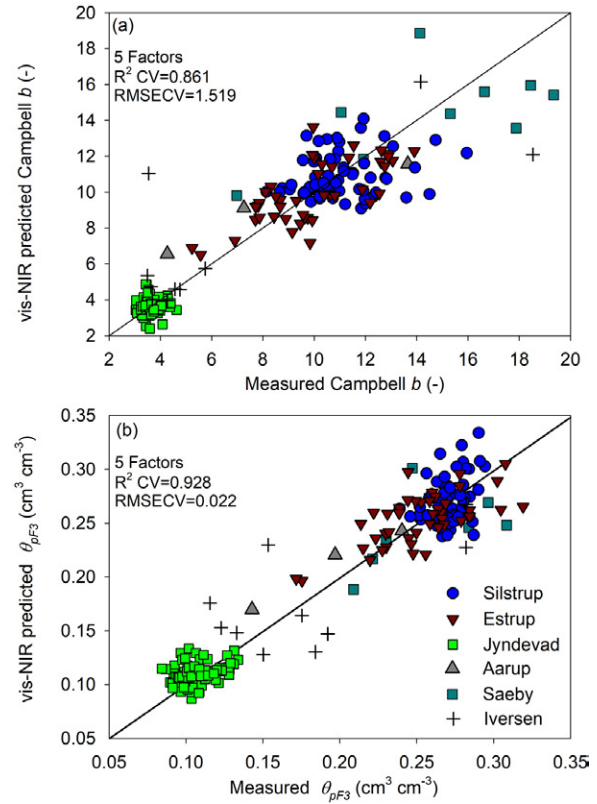 (a)
5 Factors
R² CV=0.861
RMSECV=1.519
vis-NIR predicted Campbell b (-)
20
18
16
14
12
10
8
6
4
2
2 4 6 8 10 12 14 16 18 20
Measured Campbell b (-)
(b)
5 Factors
R² CV=0.928
RMSECV=0.022
vis-NIR predicted θpF3 (cm³ cm⁻³)
0.35
0.30
0.25
0.20
0.15
0.10
0.05
Silstrup
Estrup
Jyndevad
Aarup
Saeby
Iversen
0.05 0.10 0.15 0.20 0.25 0.30 0.35
Measured θpF3 (cm³ cm⁻³)